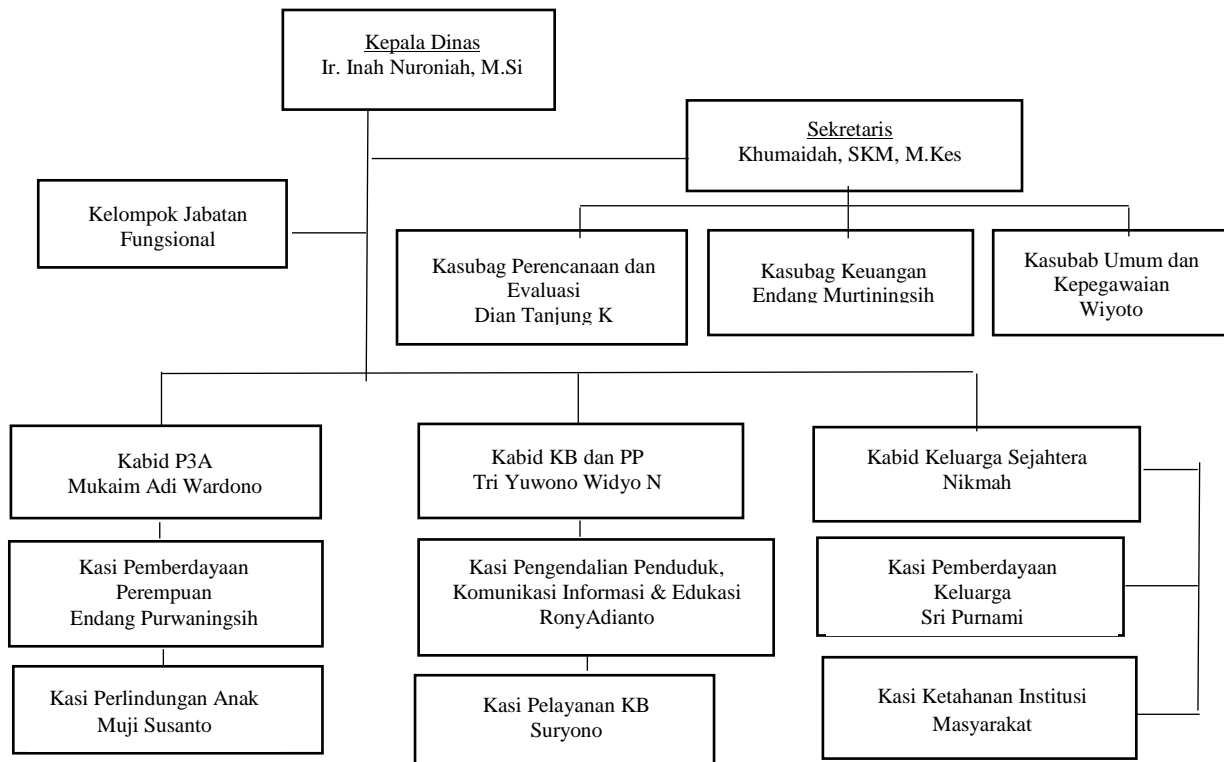 Kepala Dinas
Ir. Inah Nuroniah, M.Si
Sekretaris
Khumaidah, SKM, M.Kes
Kelompok Jabatan
Fungsional
Kasubag Perencanaan dan
Evaluasi
Dian Tanjung K
Kasubag Keuangan
Endang Murtiningsih
Kasubab Umum dan
Kepegawaian
Wiyoto
Kabid P3A
Mukaim Adi Wardono
Kabid KB dan PP
Tri Yuwono Widyo N
Kabid Keluarga Sejahtera
Nikmah
Kasi Pemberdayaan
Perempuan
Endang Purwaningsih
Kasi Pengendalian Penduduk,
Komunikasi Informasi & Edukasi
RonyAdianto
Kasi Pemberdayaan
Keluarga
Sri Purnami
Kasi Perlindungan Anak
Muji Susanto
Kasi Pelayanan KB
Suryono
Kasi Ketahanan Institusi
Masyarakat